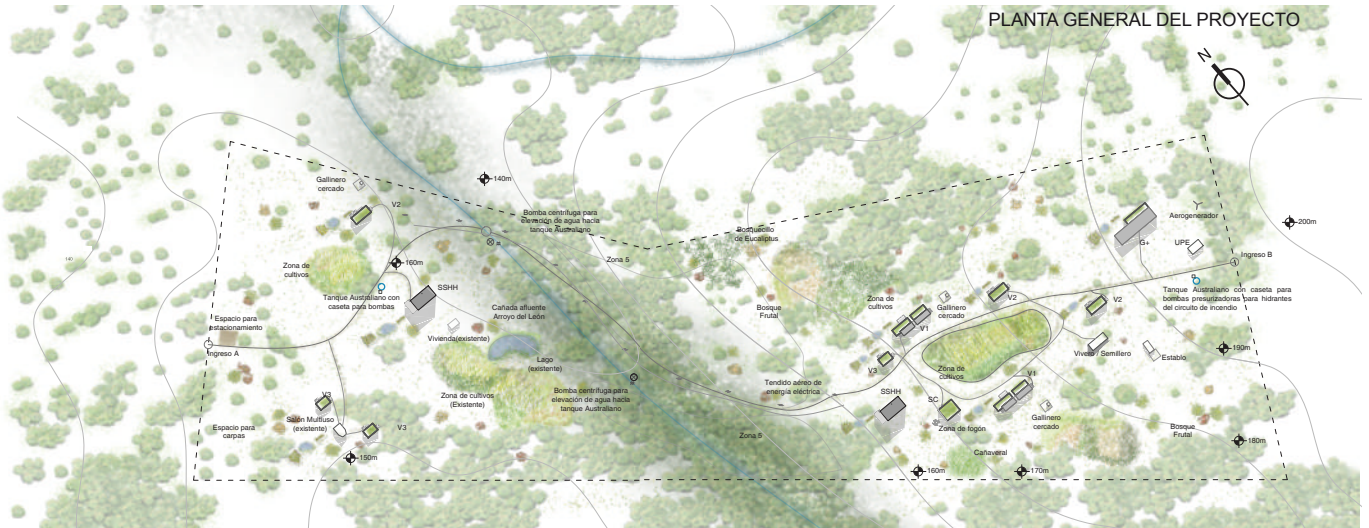 PLANTA GENERAL DEL PROYECTO
N
Gallinero
cercado
V2
140m
Bomba centrífuga para
elevación de agua hacia
tanque Australiano
Bosquecillo
de Eucaliptus
Zona 5
Aerogenerador
200m
G+
UPE
Ingreso B
160m
Zona de
cultivos
140
Tanque Australiano con
caseta para bombas
SSHH
Cañada afluente
Arroyo del León
Vivienda(existente)
Espacio para
estacionamiento
Ingreso A
Lago
(existente)
Bosque
Frutal
Zona de
cultivos
Gallinero
cercado
V1
V2
V2
Tanque Australiano con caseta para
bombas presurizadoras para hidrantes
del circuito de incendio
Vivero / Semillero
Establo
190m
V3
Zona de
cultivos
Tendido aéreo de
energía eléctrica
Bomba centrífuga para
elevación de agua hacia
tanque Australiano
Zona de cultivos
(Existente)
V3
Salón Multiuso
(existente)
V3
Espacio para
carpas
150m
SSHH
SC
V1
Zona de fogón
Gallinero
cercado
Zona 5
Cañaveral
Bosque
Frutal
180m
160m
170m